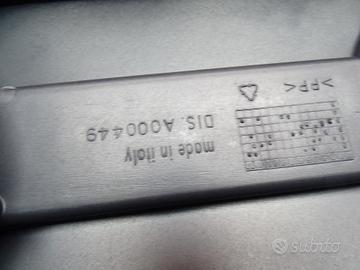 >PP<
DIS. A000449
made in italy
subito